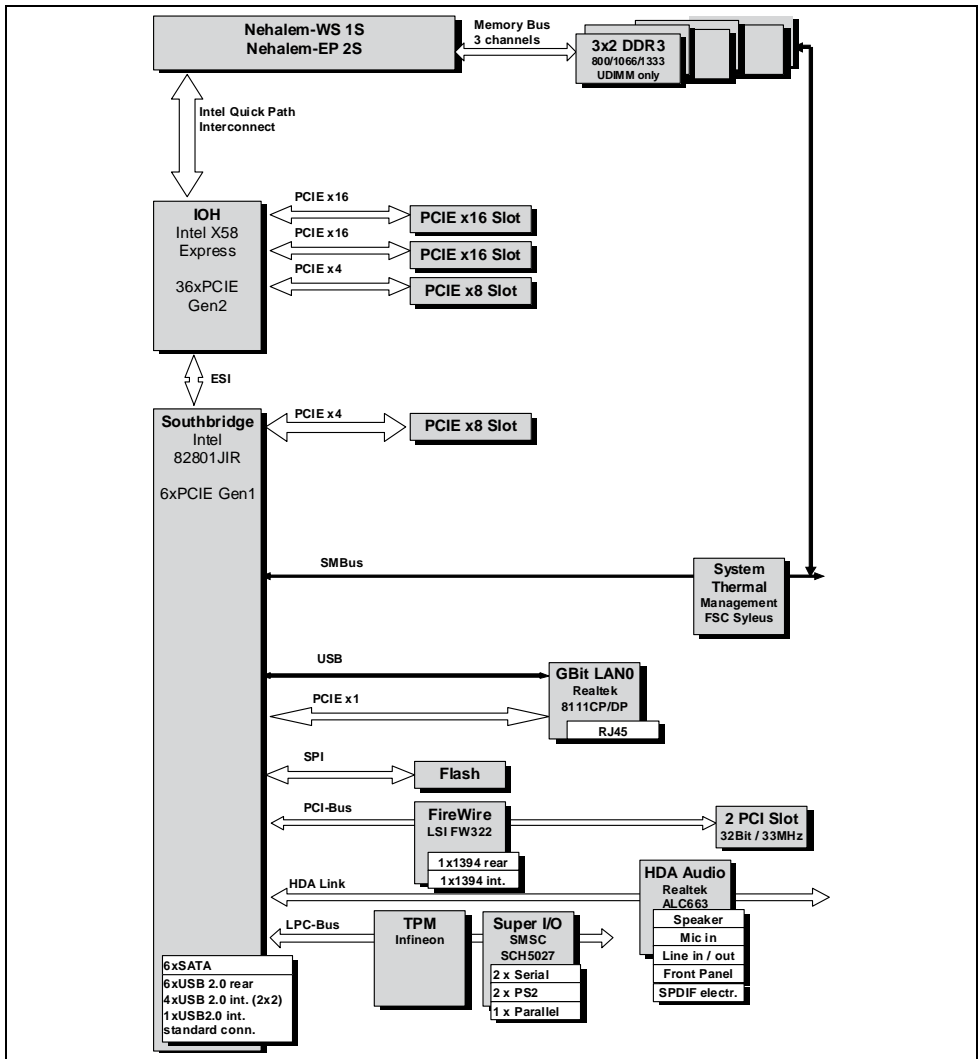 Nehalem-WS 1S
Nehalem-EP 2S
Memory Bus
3 channels
3x2 DDR3
800/1066/1333
UDIMM only
Intel Quick Path
Interconnect
IOH
Intel X58
Express
36xPCIE
Gen2
PCIE x16
PCIE x16 Slot
PCIE x16
PCIE x16 Slot
PCIE x4
PCIE x8 Slot
ESI
Southbridge
Intel
82801JIR
6xPCIE Gen1
PCIE x4
PCIE x8 Slot
SMBus
System
Thermal
Management
FSC Syleus
USB
PCIE x1
GBit LAN0
Realtek
8111CP/DP
RJ45
SPI
Flash
PCI-Bus
FireWire
LSI FW322
1x1394 rear
1x1394 int.
2 PCI Slot
32Bit / 33MHz
HDA Link
HDA Audio
Realtek
ALC663
Speaker
Mic in
Line in / out
Front Panel
SPDIF electr.
LPC-Bus
TPM
Infineon
Super I/O
SMSC
SCH5027
2 x Serial
2 x PS2
1 x Parallel
6xSATA
6xUSB 2.0 rear
4xUSB 2.0 int. (2x2)
1xUSB2.0 int.
standard conn.